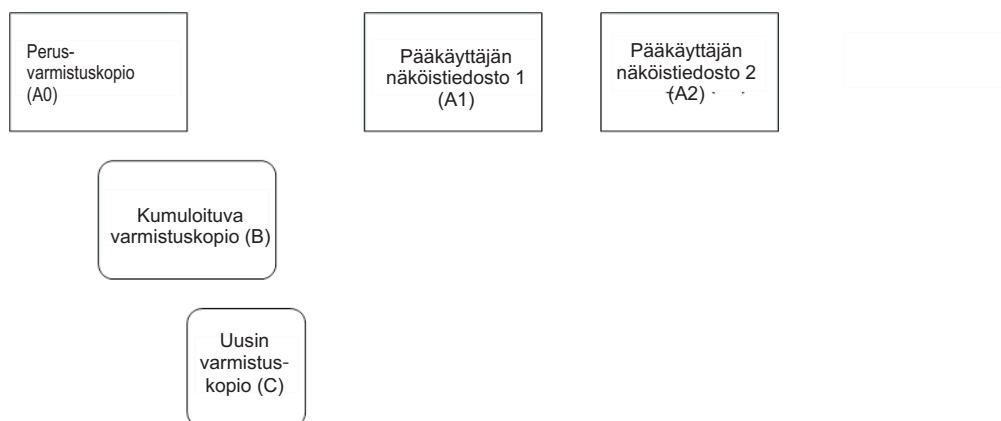 Perus-
varmistuskopio
(A0)
Pääkäyttäjän
näköistiedosto 1
(A1)
Pääkäyttäjän
näköistiedosto 2
(A2)
Kumuloituva
varmistuskopio (B)
Uusin
varmistus-
kopio (C)